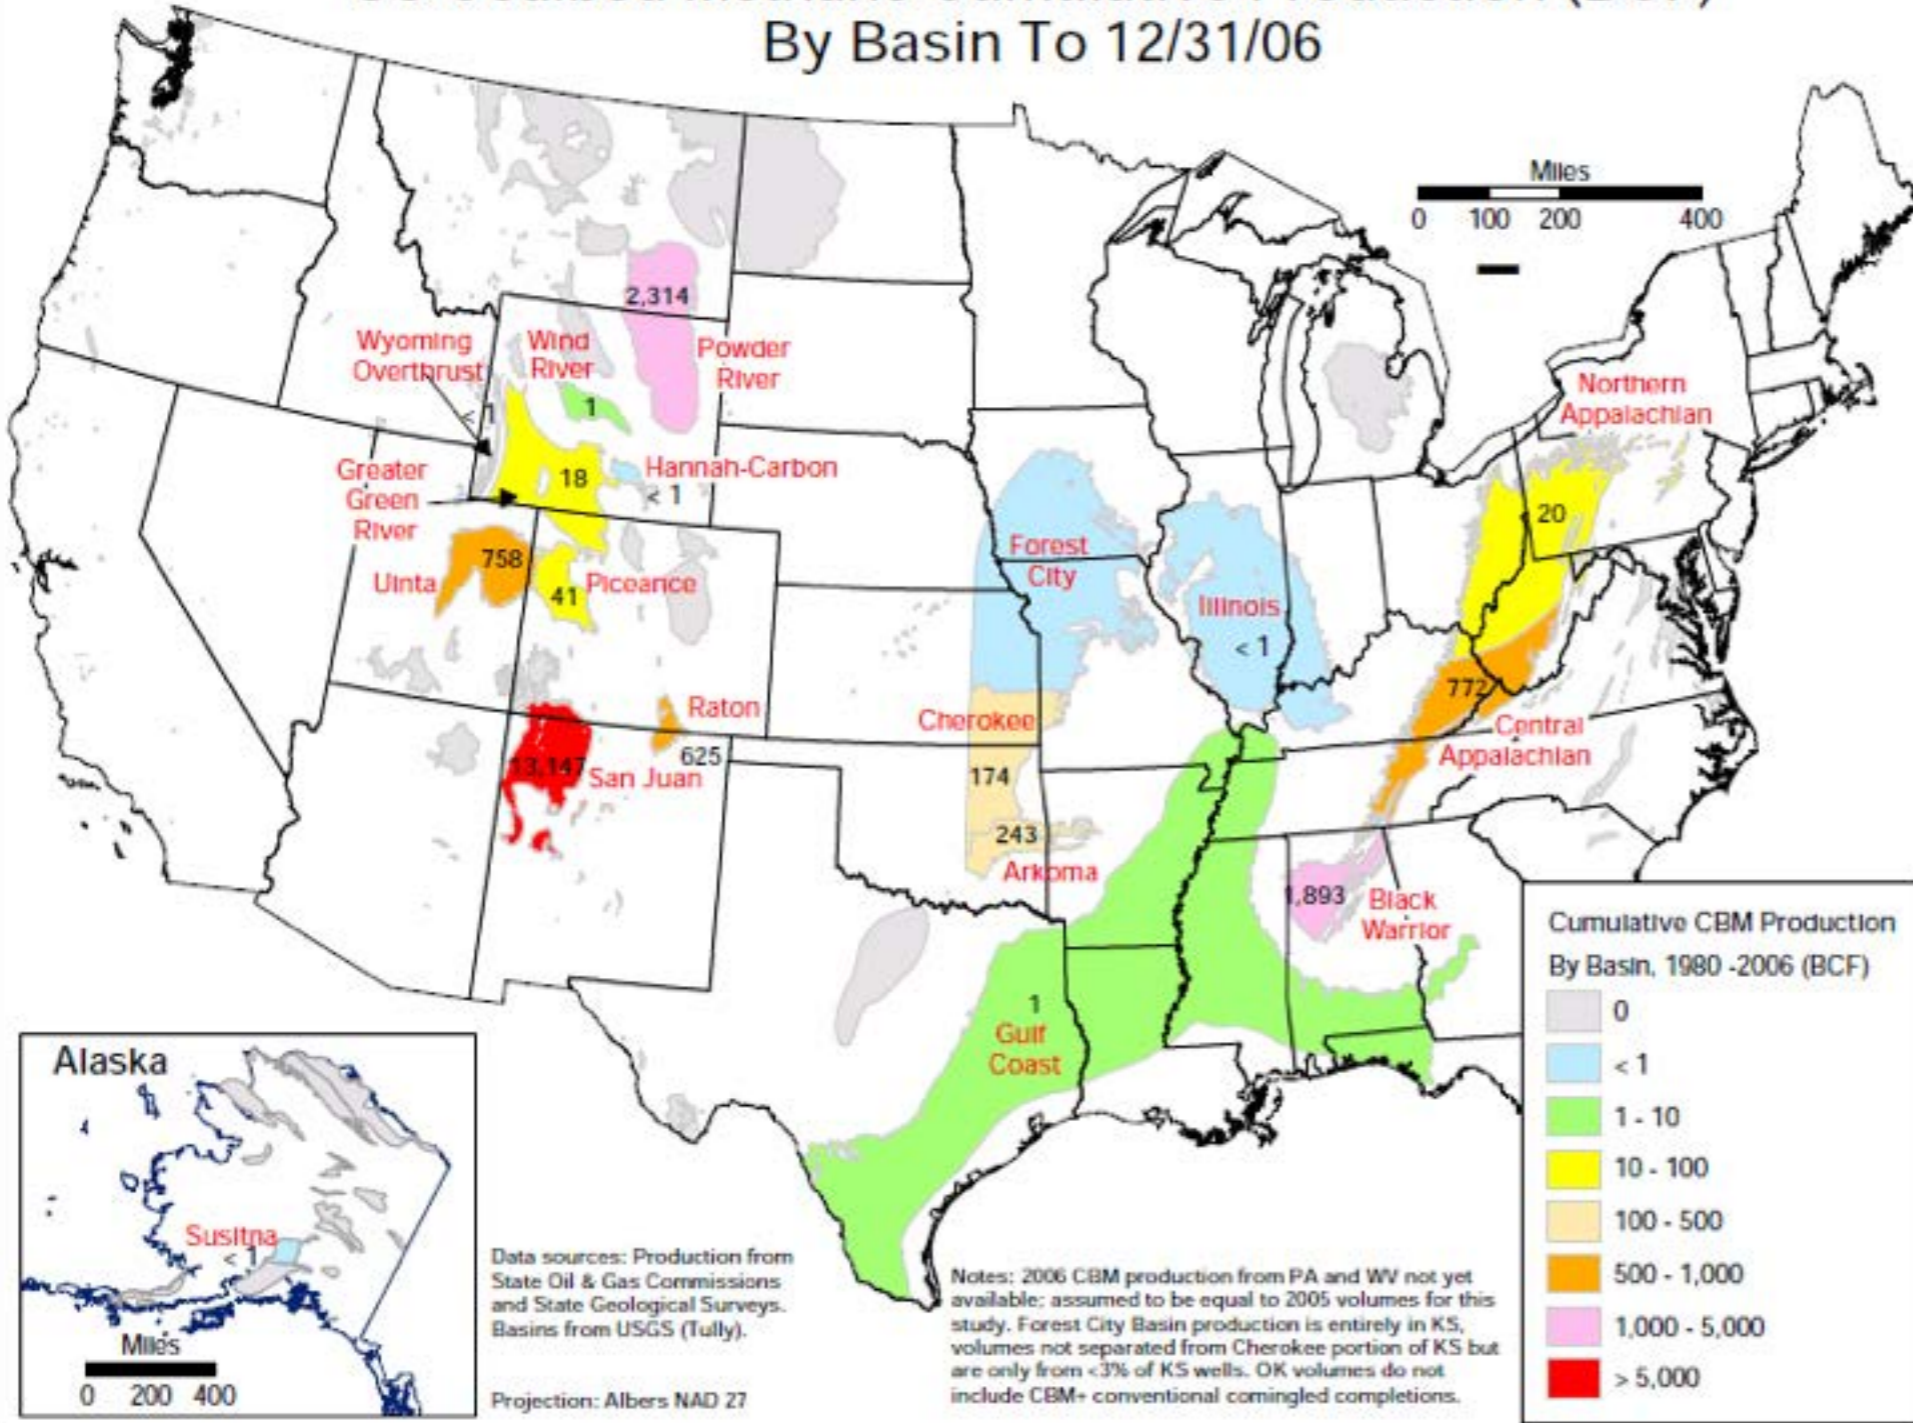 By Basin To 12/31/06
Miles
0 100 200 400
2,314
Wyoming
Overthrust
< 1
Wind
River
1
Powder
River
Northern
Appalachian
Greater
Green
River
18
Hannah-Carbon
< 1
20
Forest
City
758
Uinta
41
Piceance
Illinois
< 1
772
Central
Appalachian
Raton
625
Cherokee
13,147
San Juan
174
243
Arkoma
1,893
Black
Warrior
1
Gulf
Coast
Cumulative CBM Production
By Basin, 1980 -2006 (BCF)
0
< 1
1 - 10
10 - 100
100 - 500
500 - 1,000
1,000 - 5,000
> 5,000
Alaska
Susitna
< 1
Miles
0 200 400
Data sources: Production from
State Oil & Gas Commissions
and State Geological Surveys.
Basins from USGS (Tully).
Projection: Albers NAD 27
Notes: 2006 CBM production from PA and WV not yet
available; assumed to be equal to 2005 volumes for this
study. Forest City Basin production is entirely in KS,
volumes not separated from Cherokee portion of KS but
are only from <3% of KS wells. OK volumes do not
include CBM+ conventional comingled completions.